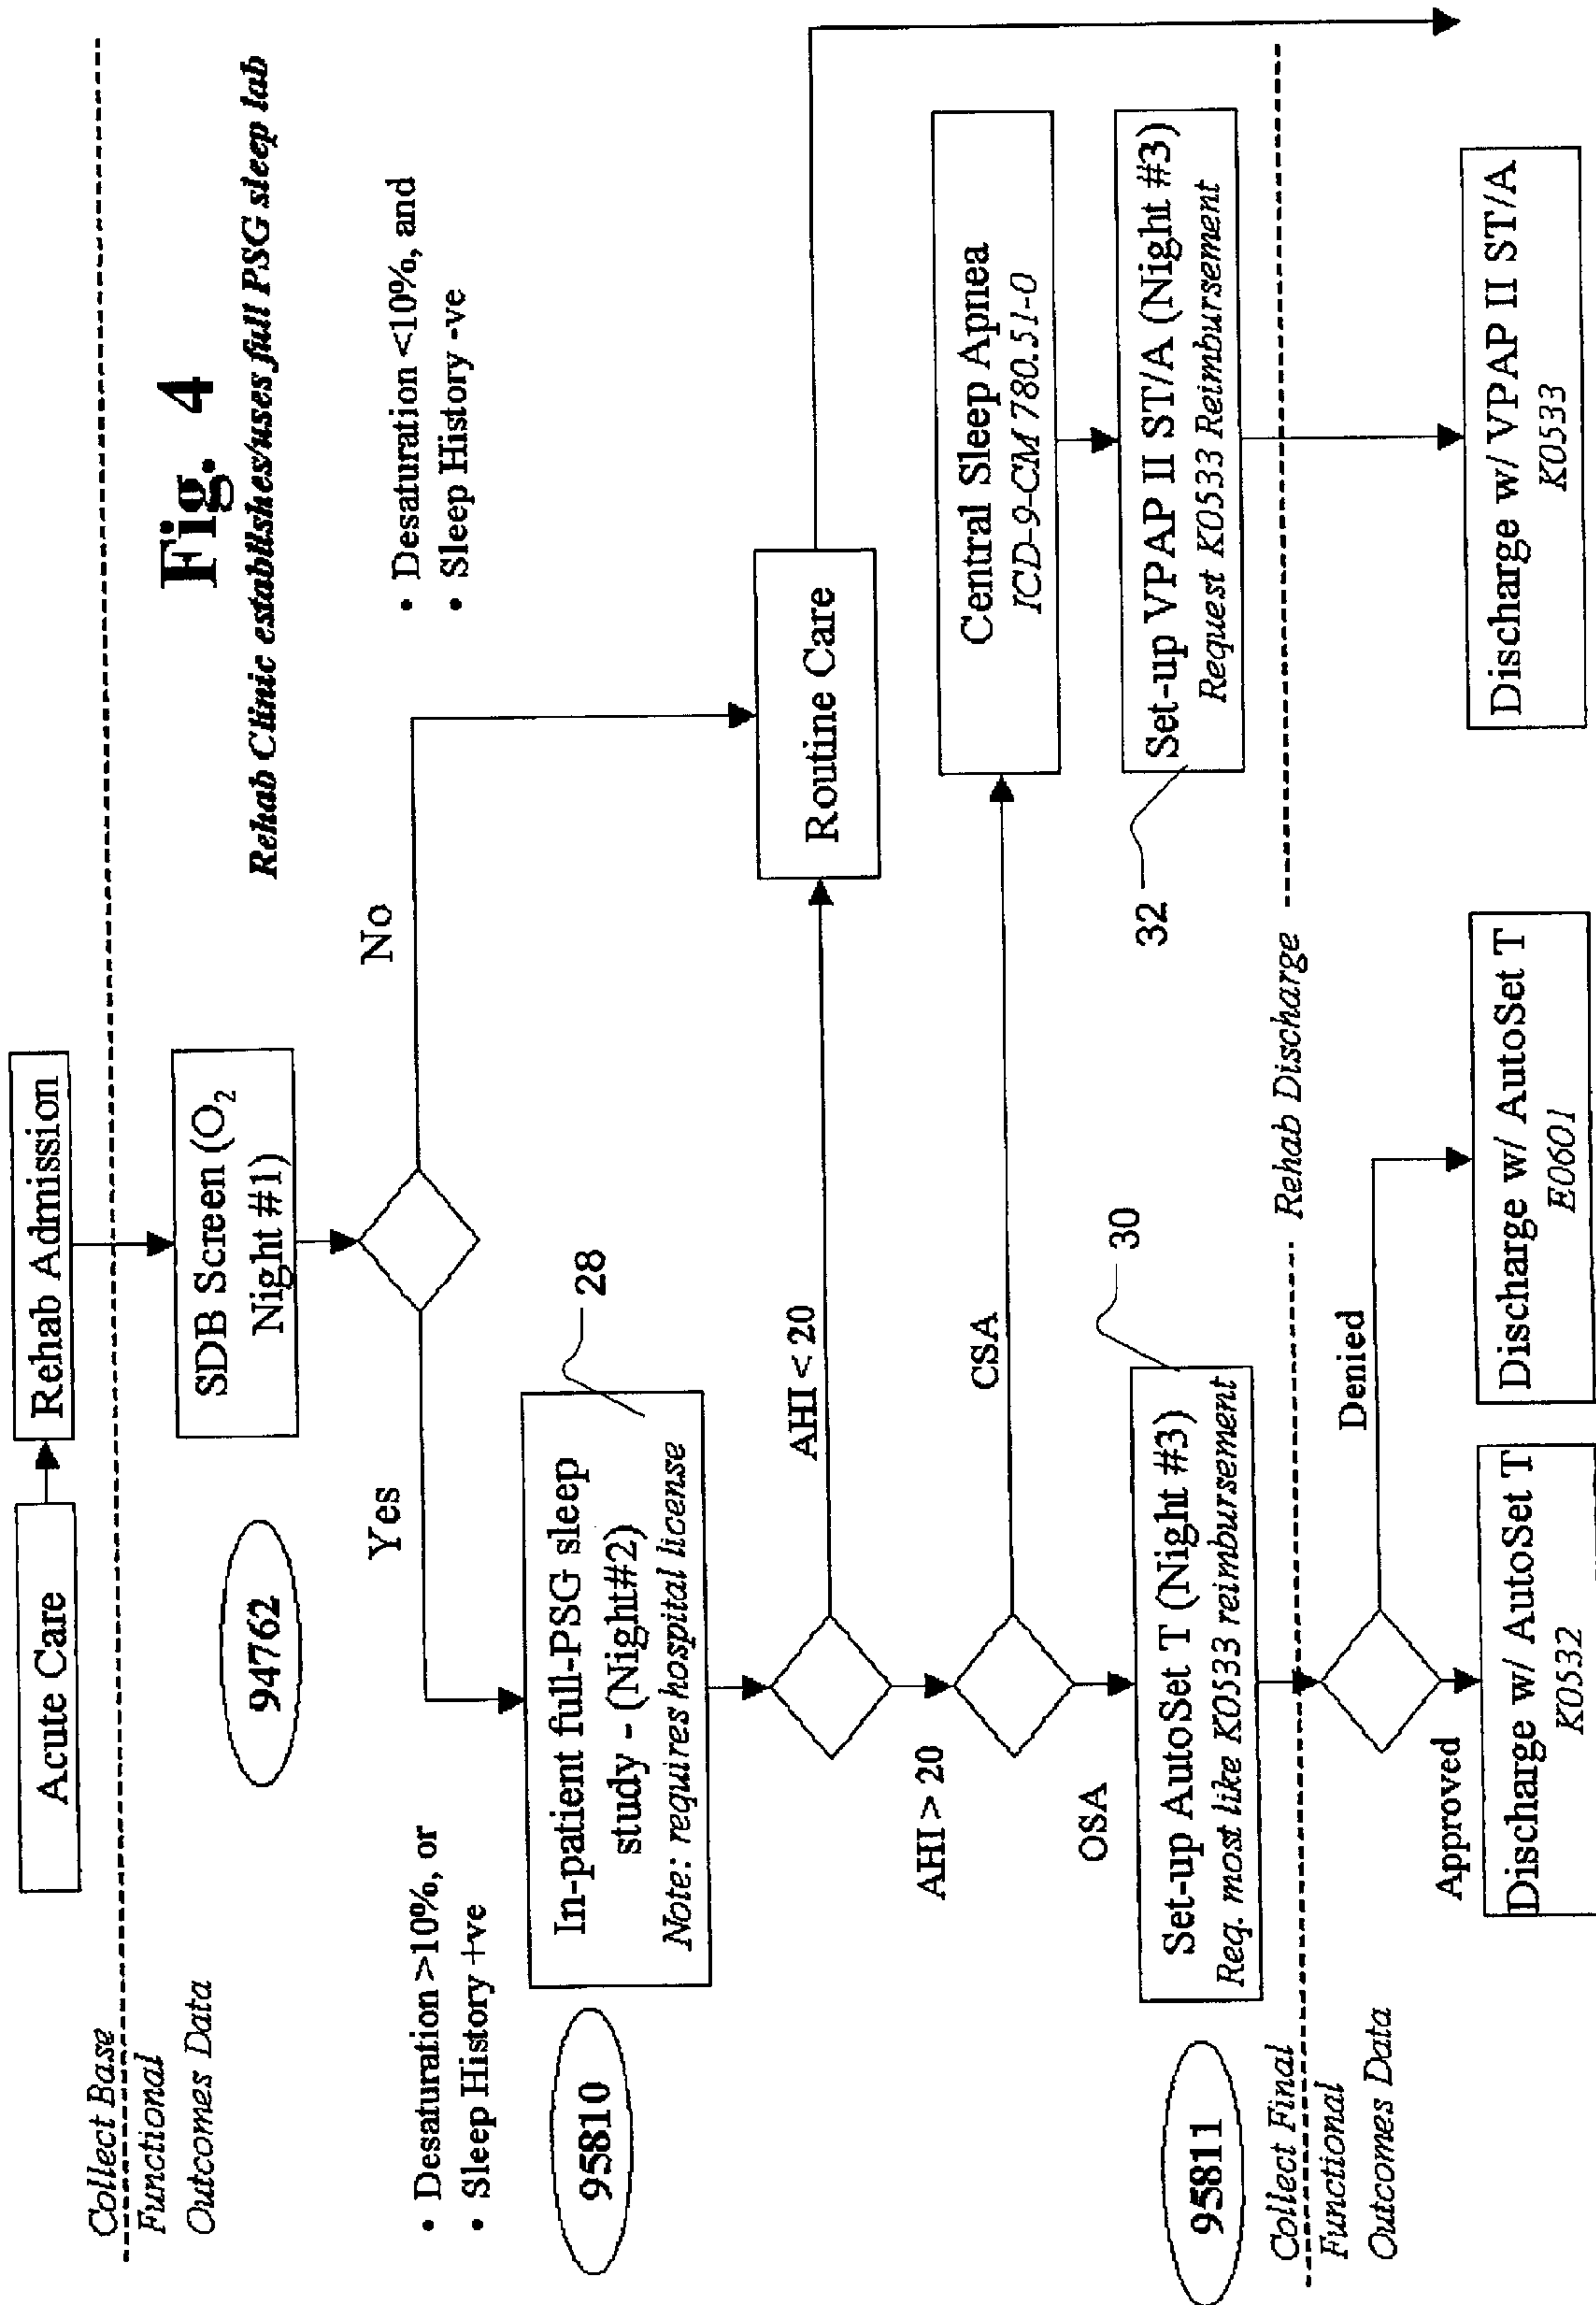 Fig. 4
Rehab Clinic establishes/uses full PSG sleep lab
Acute Care
Rehab Admission
Collect Base
Functional
Outcomes Data
94762
SDB Screen (O2
Night #1)
Yes
No
• Desaturation >10%, or
• Sleep History +ve
• Desaturation <10%, and
• Sleep History -ve
95810
In-patient full-PSG sleep
study - (Night#2)
Note: requires hospital license
28
AHI < 20
Routine Care
AHI > 20
CSA
Central Sleep Apnea
ICD-9-CM 780.51-0
OSA
95811
Set-up AutoSet T (Night #3)
Req. most like K0533 reimbursement
30
32
Set-up VPAP II ST/A (Night #3)
Request K0533 Reimbursement
Collect Final
Functional
Outcomes Data
Rehab Discharge
Approved
Denied
Discharge w/ AutoSet T
K0532
Discharge w/ AutoSet T
E0601
Discharge w/ VPAP II ST/A
K0533